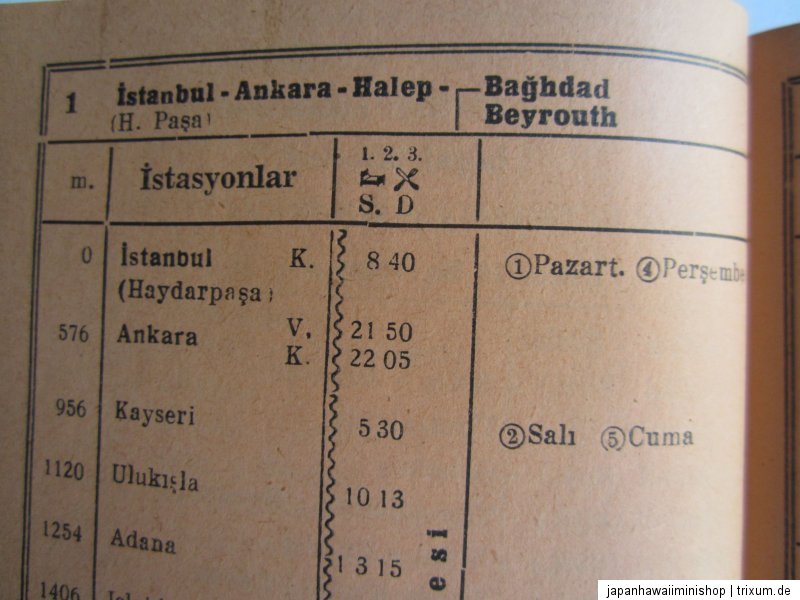 1 İstanbul - Ankara - Halep - Bağhdad
(H. Paşa) Beyrouth
m. İstasyonlar 1. 2. 3.
S. D
0 İstanbul K. 8 40 ①Pazart. ④Perşembe
(Haydarpaşa)
576 Ankara V. 21 50
K. 22 05
956 Kayseri 5 30 ②Salı ⑤Cuma
1120 Ulukışla 10 13
1254 Adana 13 15
1406
esi
japanhawaiiminishop | trixum.de